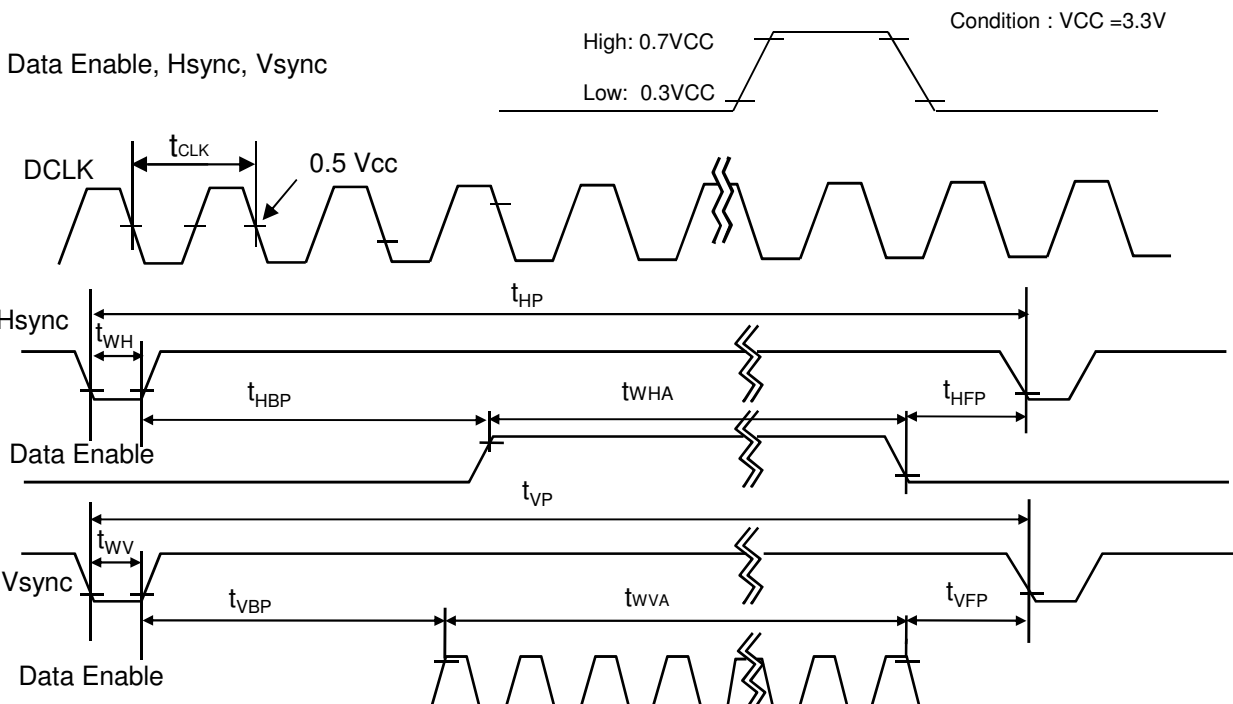 Condition : VCC =3.3V
High: 0.7VCC
Data Enable, Hsync, Vsync
Low: 0.3VCC
tCLK
DCLK
0.5 Vcc
tHP
Hsync
tWH
tHBP
tWHA
tHFP
Data Enable
tVP
tWV
Vsync
tVBP
tWVA
tVFP
Data Enable